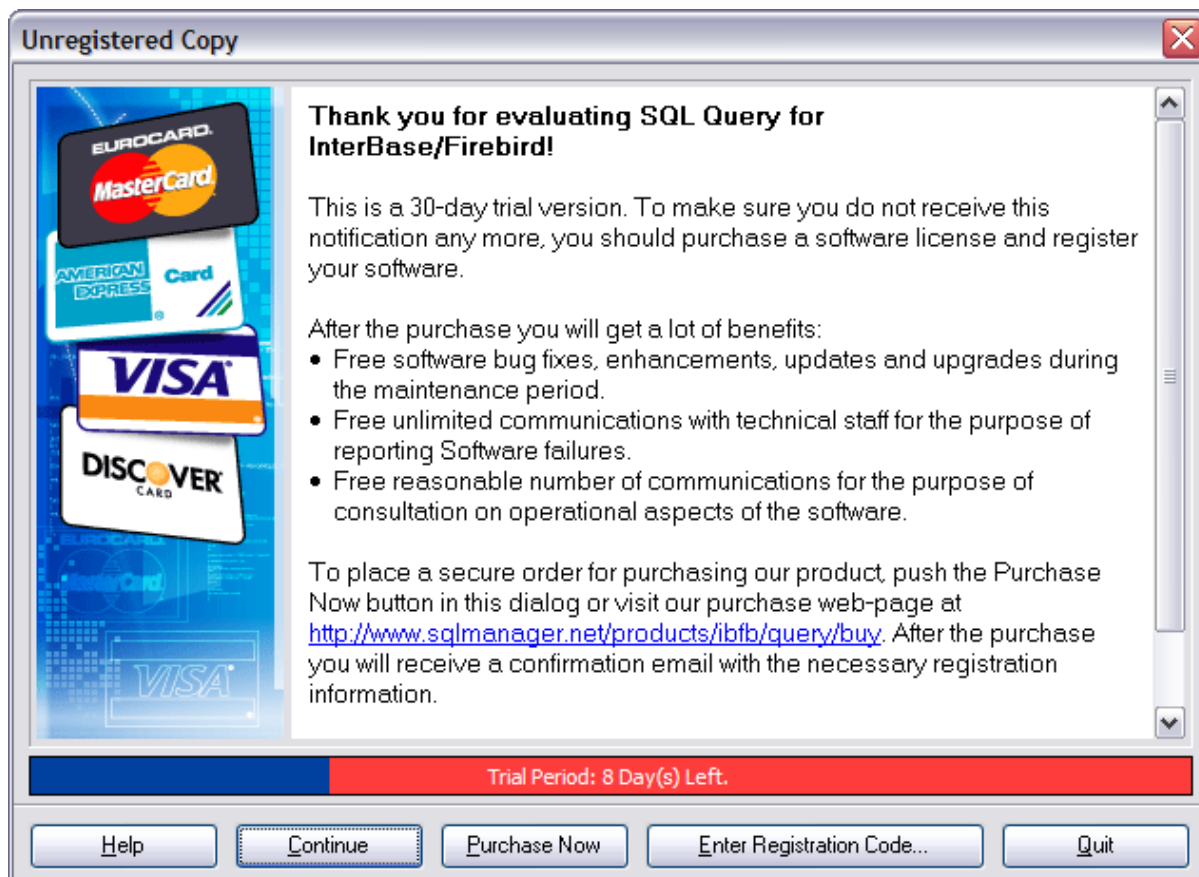 Unregistered Copy
EUROCARD.
MasterCard
AMERICAN EXPRESS
®
Card
VISA
DISCOVER
CARD
EUROCARD.
MasterCard
VISA
Thank you for evaluating SQL Query for
InterBase/Firebird!
This is a 30-day trial version. To make sure you do not receive this
notification any more, you should purchase a software license and register
your software.
After the purchase you will get a lot of benefits:
• Free software bug fixes, enhancements, updates and upgrades during
the maintenance period.
• Free unlimited communications with technical staff for the purpose of
reporting Software failures.
• Free reasonable number of communications for the purpose of
consultation on operational aspects of the software.
To place a secure order for purchasing our product, push the Purchase
Now button in this dialog or visit our purchase web-page at
http://www.sqlmanager.net/products/ibfb/query/buy. After the purchase
you will receive a confirmation email with the necessary registration
information.
Trial Period: 8 Day(s) Left.
Help Continue Purchase Now Enter Registration Code... Quit